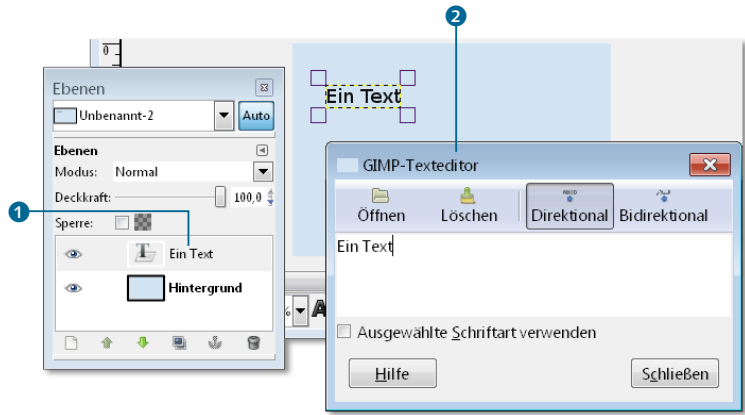 2
0
Ebenen
Unbenannt-2
Auto
Ebenen
Modus: Normal
Deckkraft: 100,0
Sperre:
1
Ein Text
Hintergrund
Ein Text
%
A
GIMP-Texteditor
Öffnen
Löschen
Direktional
Bidirektional
Ein Text
Ausgewählte Schriftart verwenden
Hilfe
Schließen